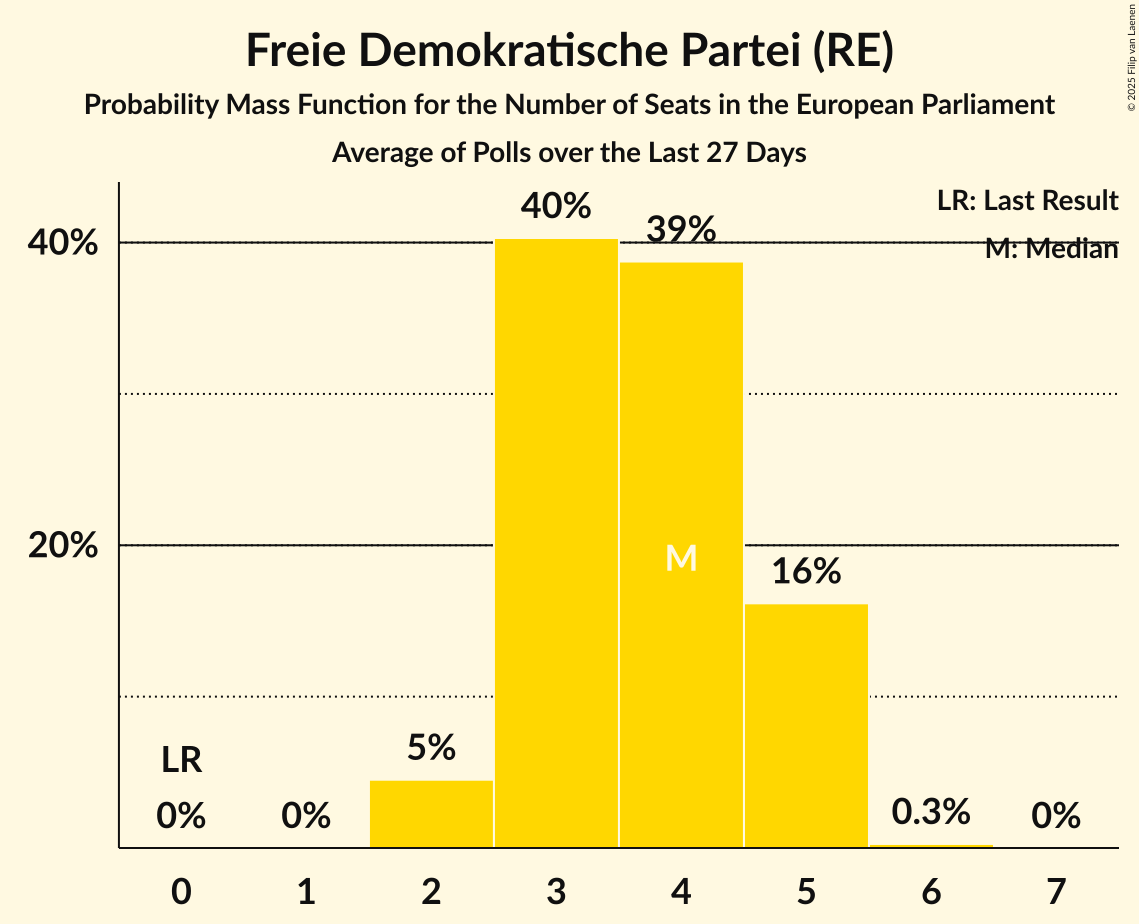 Freie Demokratische Partei (RE)
Probability Mass Function for the Number of Seats in the European Parliament
Average of Polls over the Last 27 Days
© 2025 Filip van Laenen
LR: Last Result
M: Median
40%
20%
LR
0%
0%
5%
40%
39%
M
16%
0.3%
0%
0 1 2 3 4 5 6 7